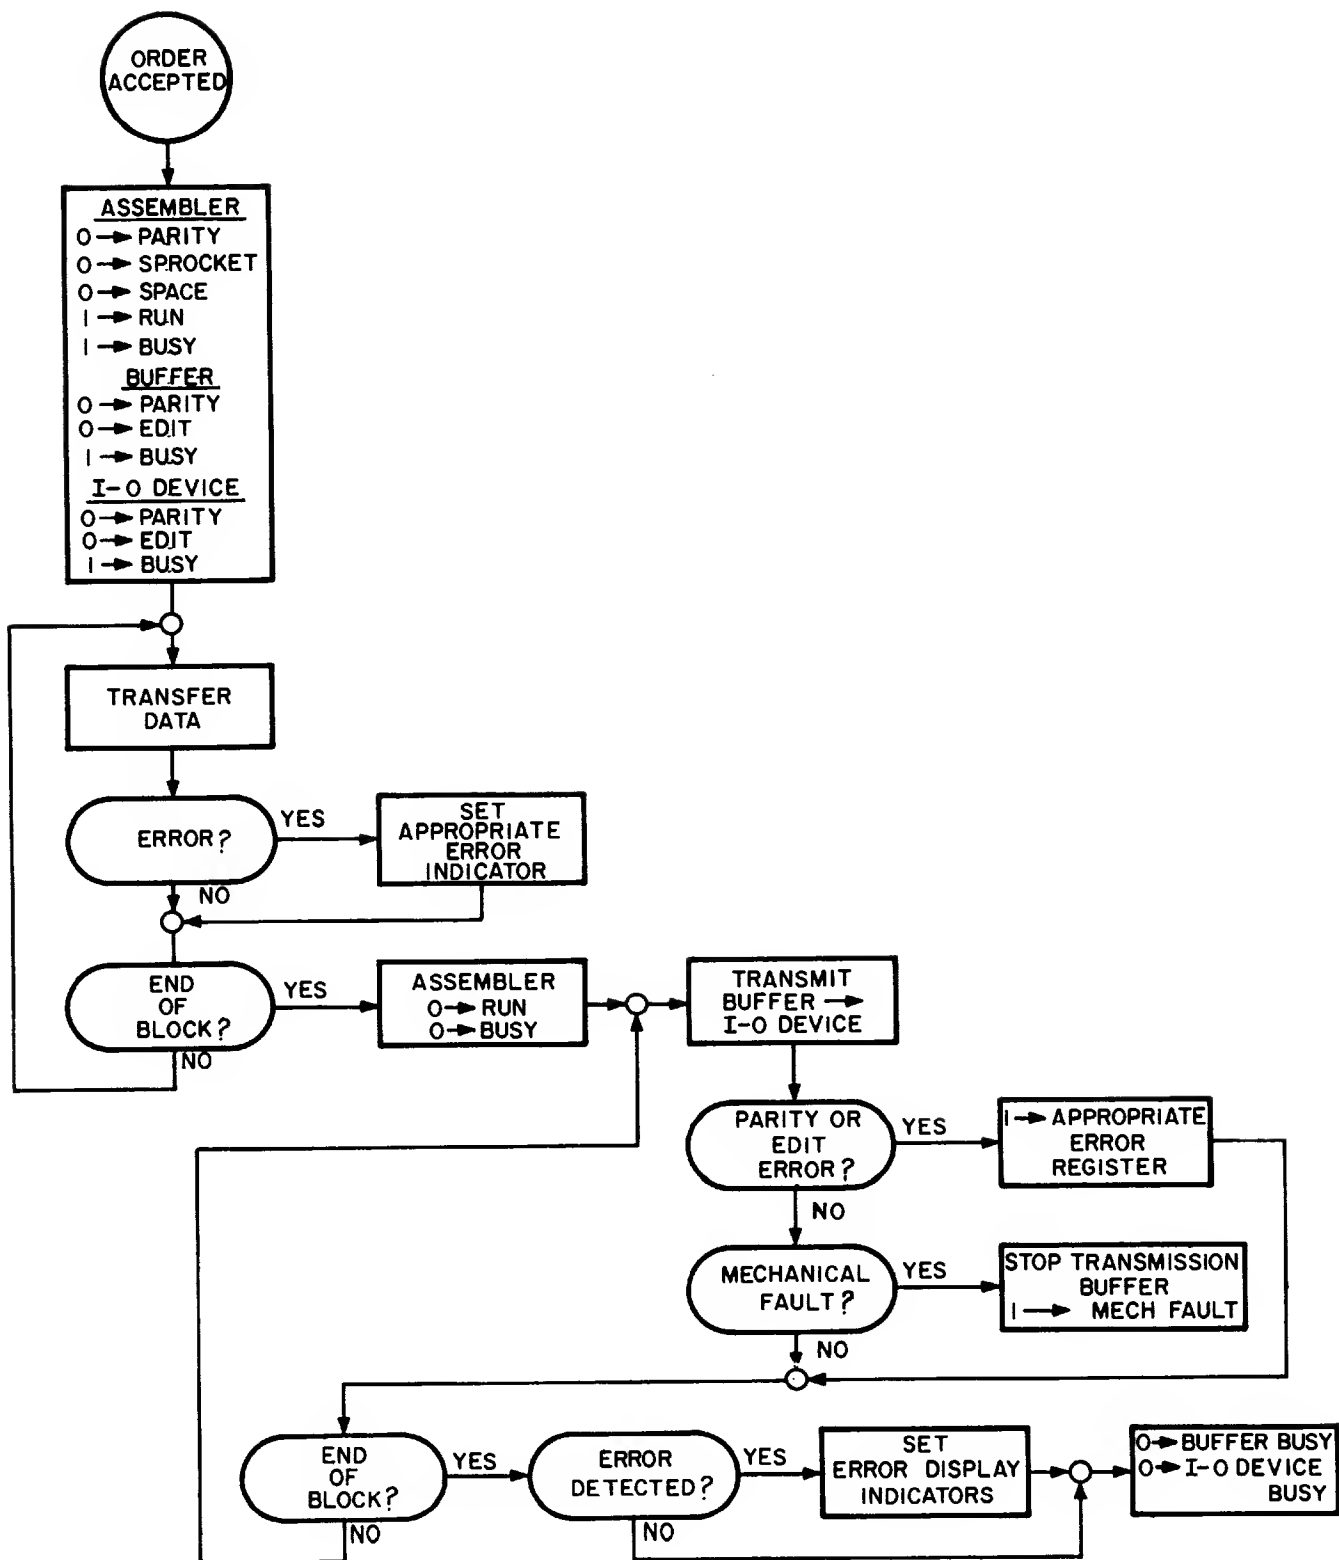 ORDER
ACCEPTED
ASSEMBLER
0→PARITY
0→SPROCKET
0→SPACE
1→RUN
1→BUSY
BUFFER
0→PARITY
0→EDIT
1→BUSY
I-O DEVICE
0→PARITY
0→EDIT
1→BUSY
TRANSFER
DATA
ERROR?
YES
NO
SET
APPROPRIATE
ERROR
INDICATOR
END
OF
BLOCK?
YES
NO
ASSEMBLER
0→RUN
0→BUSY
TRANSMIT
BUFFER→
I-O DEVICE
PARITY OR
EDIT
ERROR?
YES
NO
1→APPROPRIATE
ERROR
REGISTER
MECHANICAL
FAULT?
YES
NO
STOP TRANSMISSION
BUFFER
1→ MECH FAULT
END
OF
BLOCK?
YES
NO
ERROR
DETECTED?
YES
NO
SET
ERROR DISPLAY
INDICATORS
0→BUFFER BUSY
0→I-O DEVICE
BUSY